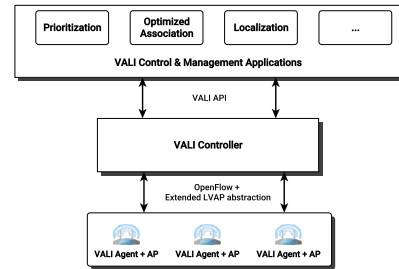 Prioritization
Optimized
Association
Localization
...
VALI Control & Management Applications
VALI API
VALI Controller
OpenFlow +
Extended LVAP abstraction
VALI Agent + AP
VALI Agent + AP
VALI Agent + AP